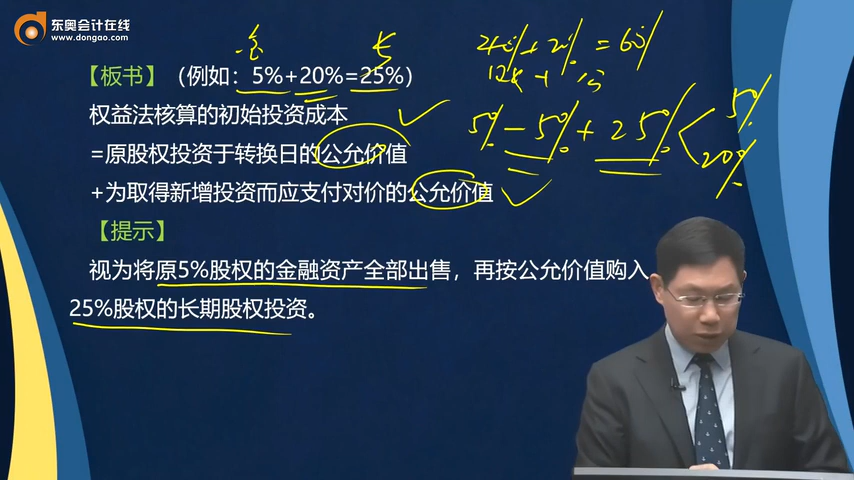 东奥会计在线
www.dongao.com
金 长
40%+20%=60%
【板书】（例如：5%+20%=25%）
权益法核算的初始投资成本
5%-5%+25% 5%
20%
=原股权投资于转换日的公允价值
+为取得新增投资而应支付对价的公允价值
【提示】
视为将原5%股权的金融资产全部出售，再按公允价值购入
25%股权的长期股权投资。